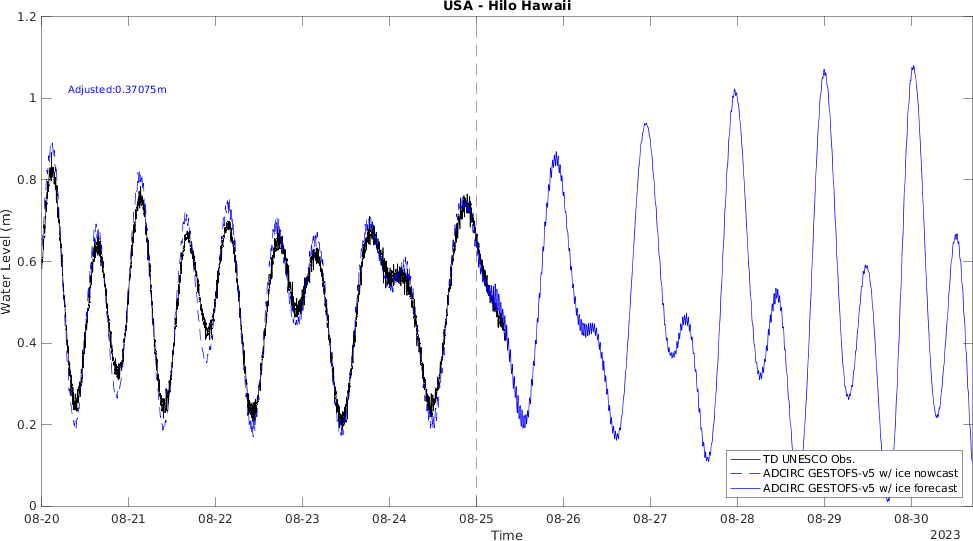 USA - Hilo Hawaii
1.2
1
0.8
0.6
0.4
0.2
0
Water Level (m)
Adjusted:0.37075m
TD UNESCO Obs.
ADCIRC GESTOFS-v5 w/ ice nowcast
ADCIRC GESTOFS-v5 w/ ice forecast
08-20 08-21 08-22 08-23 08-24 08-25 08-26 08-27 08-28 08-29 08-30
Time
2023